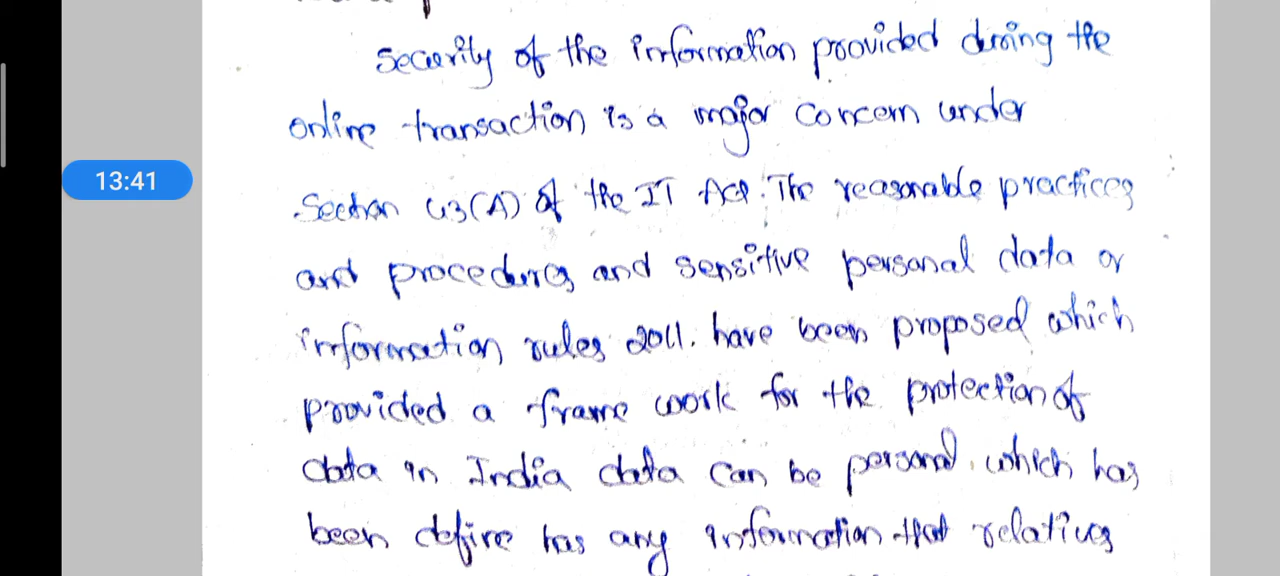 Security of the information provided during the
online transaction is a major concern under
13:41
Section 43(A) of the IT Act. The reasonable practices
and procedures and sensitive personal data or
information rules 2011. have been proposed which
provided a frame work for the protection of
data in India data can be personal, which has
been define has any information that relatives